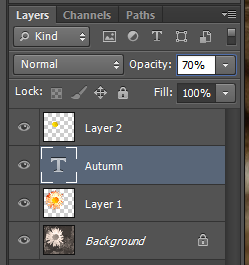 Layers Channels Paths
Kind T
Normal Opacity: 70%
Lock: Fill: 100%
Layer 2
T Autumn
Layer 1
Background